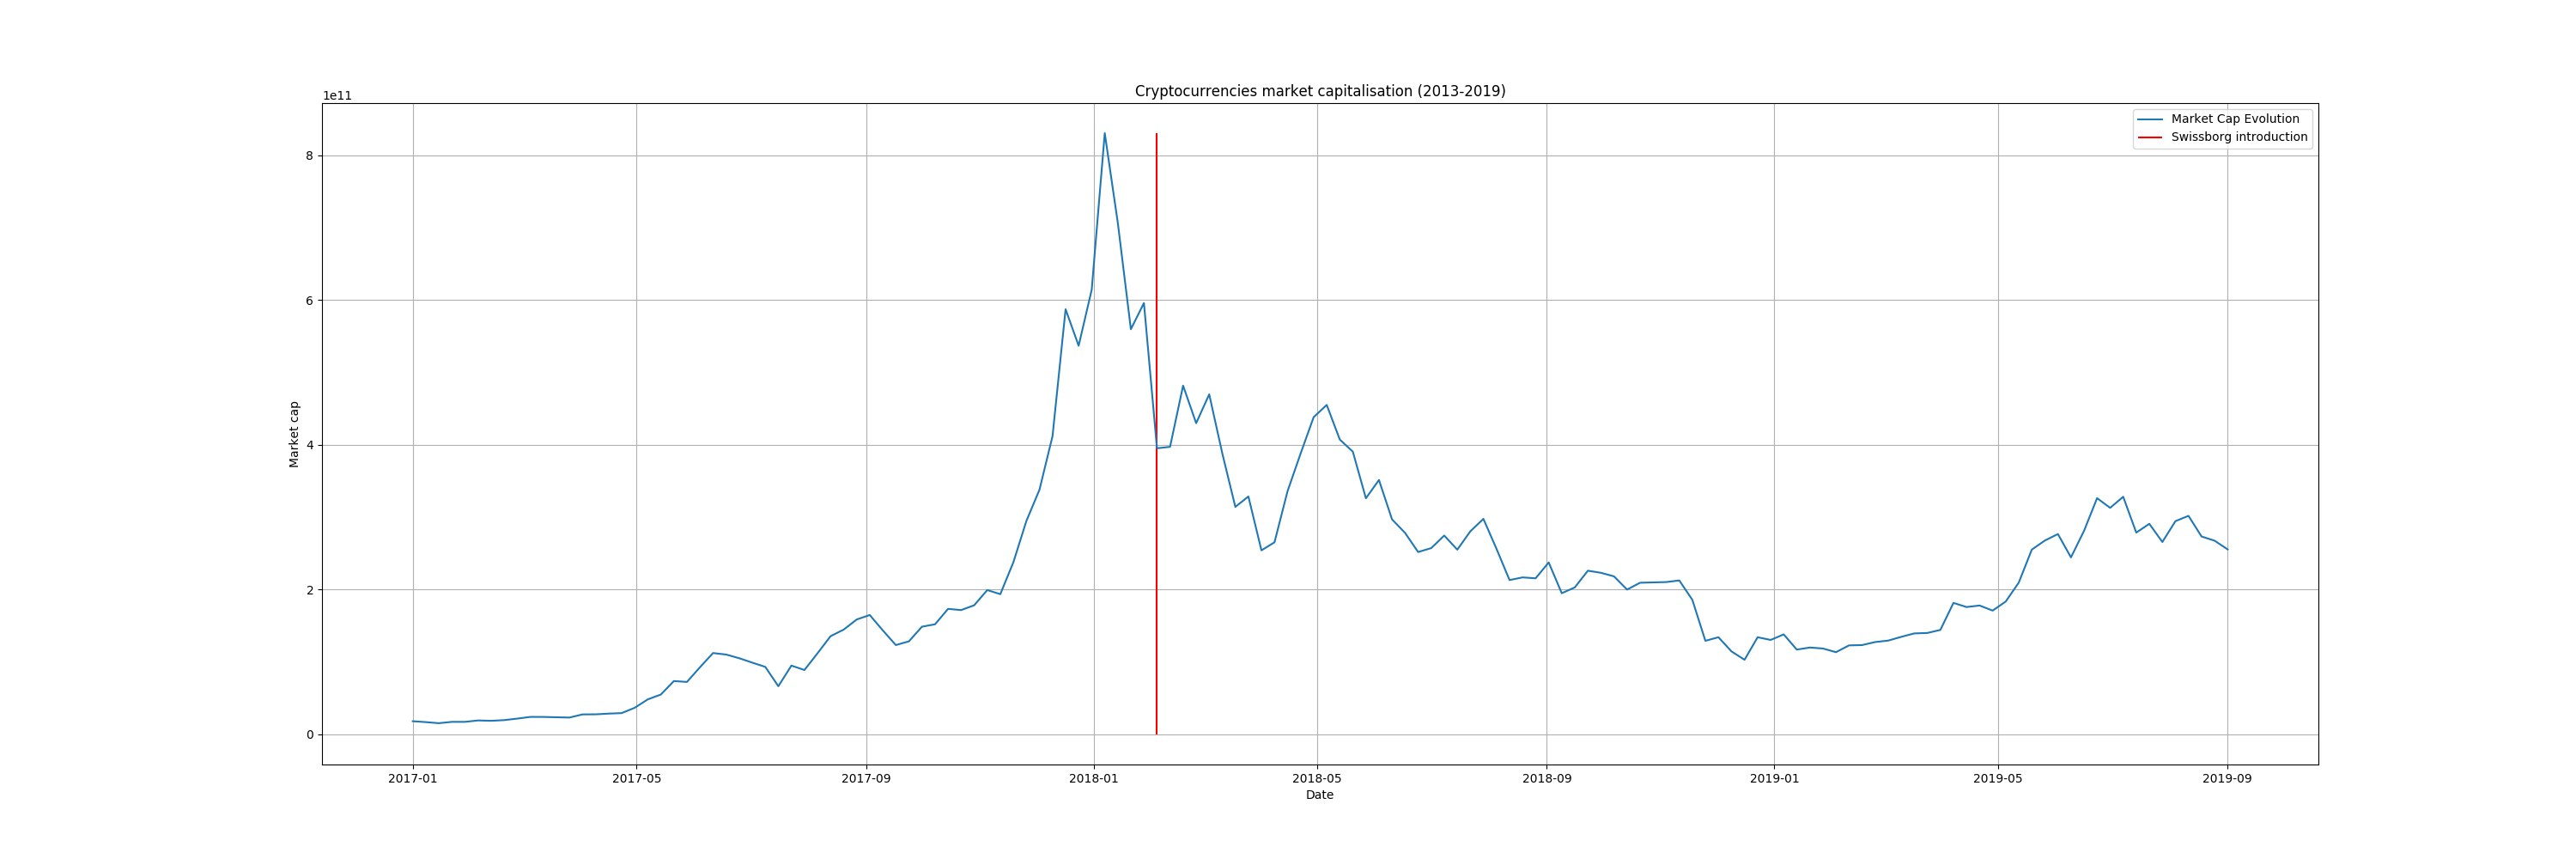 Cryptocurrencies market capitalisation (2013-2019)
1e11
Market Cap Evolution
Swissborg introduction
8
6
4
2
0
Market cap
2017-01 2017-05 2017-09 2018-01 2018-05 2018-09 2019-01 2019-05 2019-09
Date